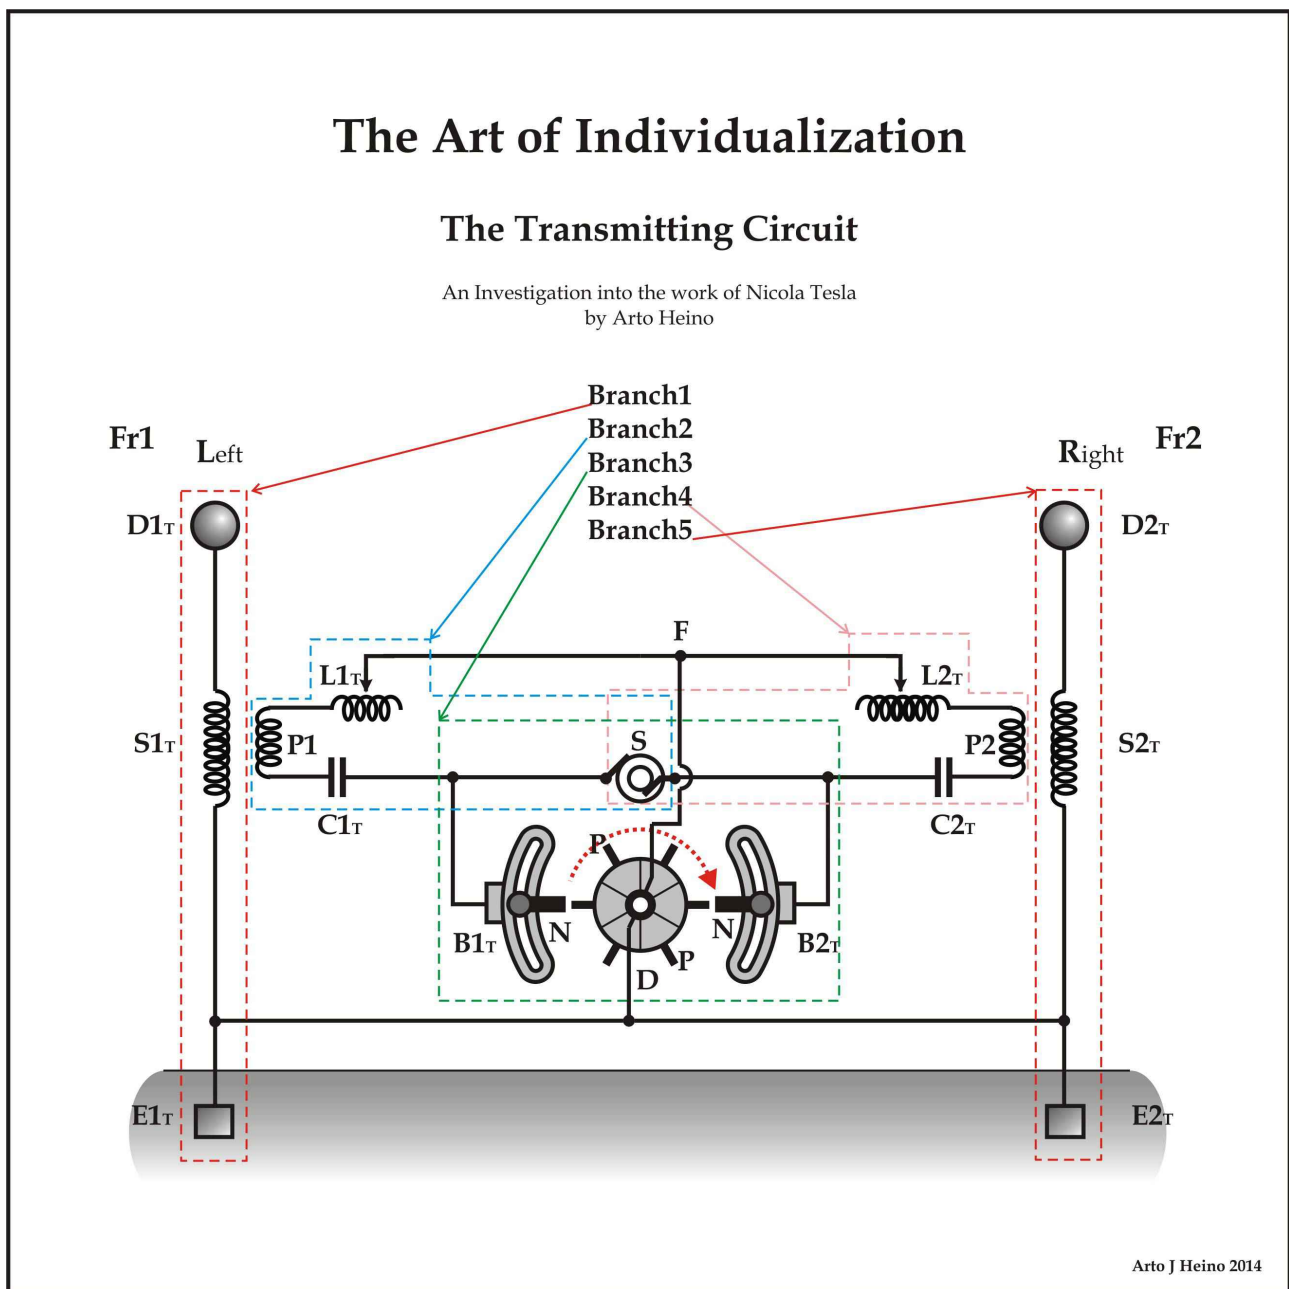 The Art of Individualization
The Transmitting Circuit
An Investigation into the work of Nicola Tesla
by Arto Heino
Branch1
Branch2
Branch3
Branch4
Branch5
Fr1
Left
Right
Fr2
D1T
D2T
F
L1T
L2T
S1T
P1
S
P2
S2T
C1T
C2T
P
N
N
B1T
P
B2T
D
E1T
E2T
Arto J Heino 2014